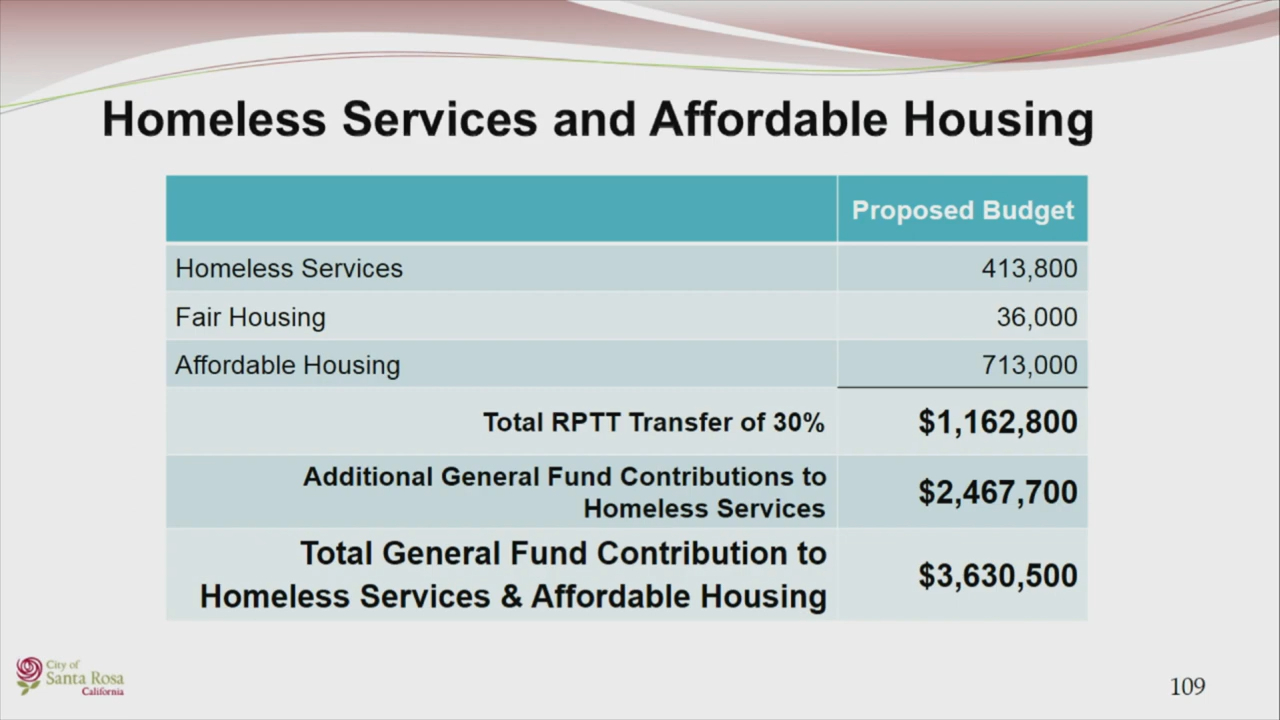 Homeless Services and Affordable Housing
Proposed Budget
Homeless Services 413,800
Fair Housing 36,000
Affordable Housing 713,000
Total RPTT Transfer of 30% $1,162,800
Additional General Fund Contributions to
Homeless Services $2,467,700
Total General Fund Contribution to
Homeless Services & Affordable Housing $3,630,500
City of
Santa Rosa
California
109